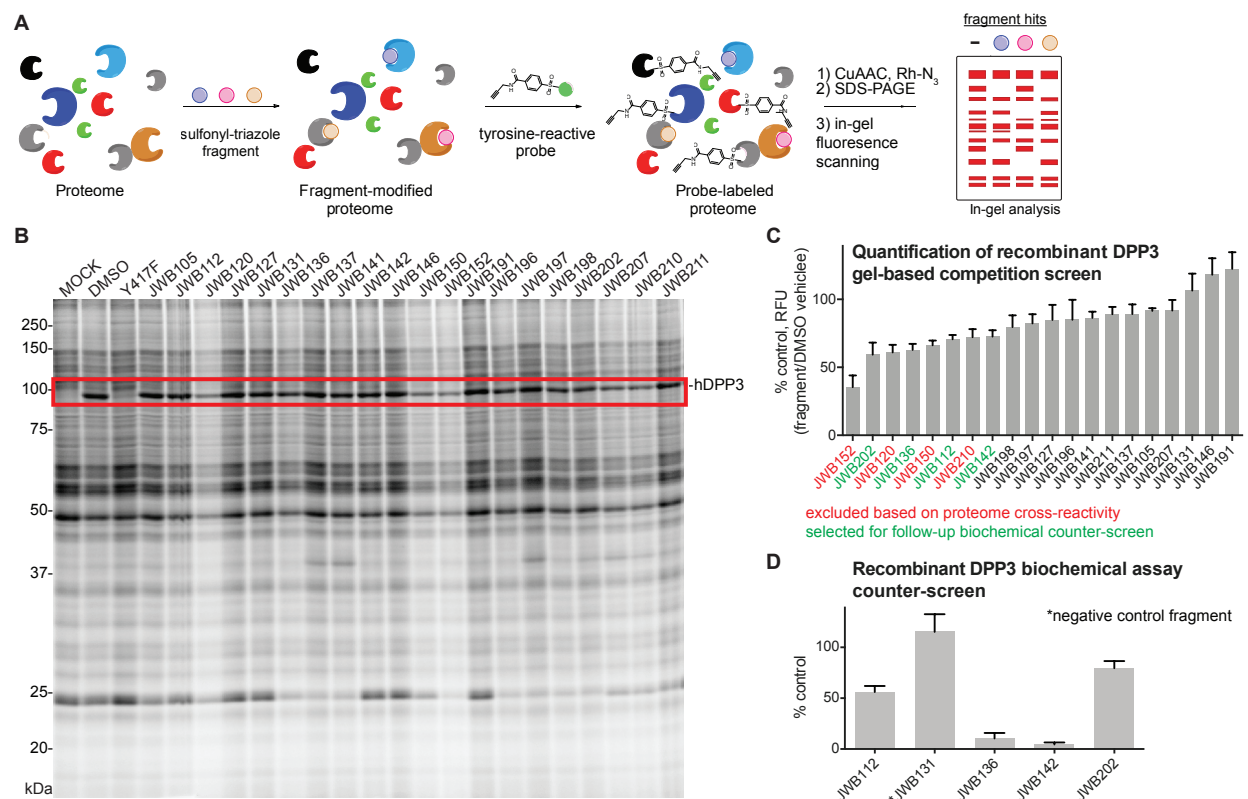 A
Proteome
sulfonyl-triazole
fragment
Fragment-modified
proteome
tyrosine-reactive
probe
Probe-labeled
proteome
1) CuAAC, Rh-N3
2) SDS-PAGE
3) in-gel
fluoresence
scanning
fragment hits
–
In-gel analysis
B
MOCK
DMSO
Y417F
JWB105
JWB112
JWB120
JWB127
JWB131
JWB136
JWB137
JWB141
JWB142
JWB146
JWB150
JWB152
JWB191
JWB196
JWB197
JWB198
JWB202
JWB207
JWB210
JWB211
250-
150-
100-
75-
50-
37-
25-
20-
kDa
-hDPP3
C
Quantification of recombinant DPP3
gel-based competition screen
% control, RFU
(fragment/DMSO vehiclee)
100
50
0
JWB152
JWB202
JWB120
JWB136
JWB150
JWB112
JWB210
JWB142
JWB198
JWB197
JWB127
JWB196
JWB141
JWB211
JWB137
JWB105
JWB207
JWB131
JWB146
JWB191
excluded based on proteome cross-reactivity
selected for follow-up biochemical counter-screen
D
Recombinant DPP3 biochemical assay
counter-screen
*negative control fragment
% control
100
50
0
JWB112
*JWB131
JWB136
JWB142
JWB202